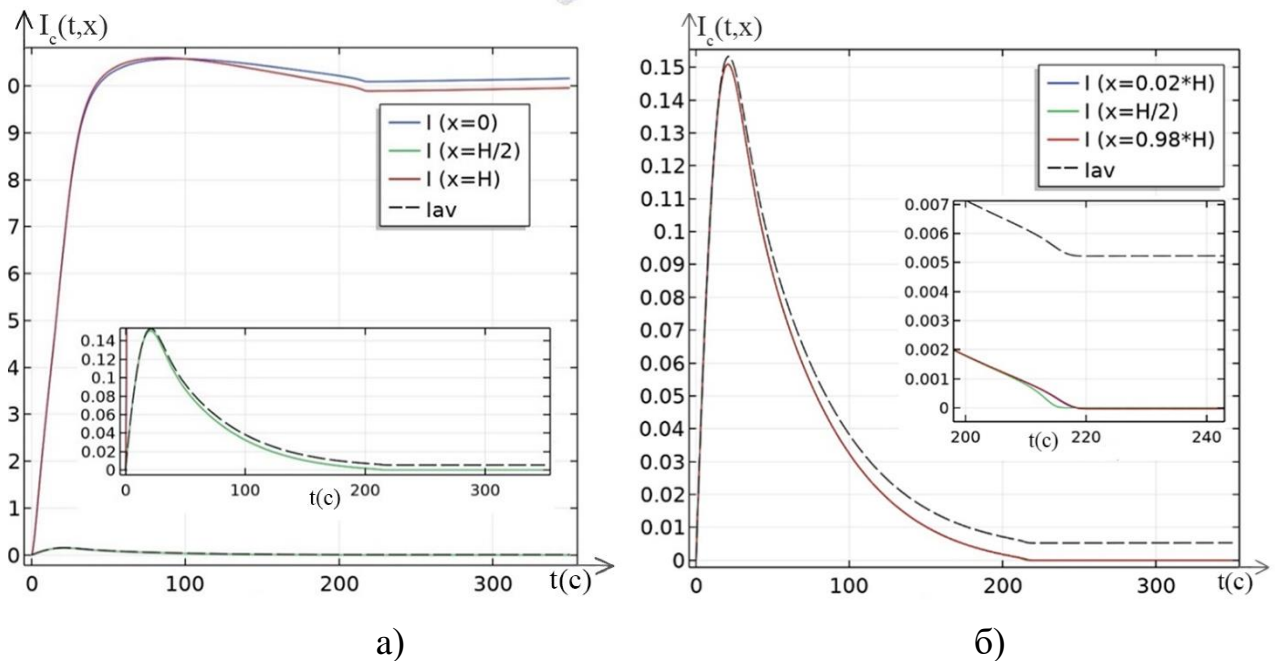 I_c(t,x)
0
9
8
7
6
5
4
3
2
1
0
0 100 200 300
t(c)
I (x=0)
I (x=H/2)
I (x=H)
Iav
0.14
0.12
0.1
0.08
0.06
0.04
0.02
0
0 100 200 300
t(c)
а)
I_c(t,x)
0.15
0.14
0.13
0.12
0.11
0.1
0.09
0.08
0.07
0.06
0.05
0.04
0.03
0.02
0.01
0
0 100 200 300
t(c)
I (x=0.02*H)
I (x=H/2)
I (x=0.98*H)
Iav
0.007
0.006
0.005
0.004
0.003
0.002
0.001
0
200 220 240
t(c)
б)